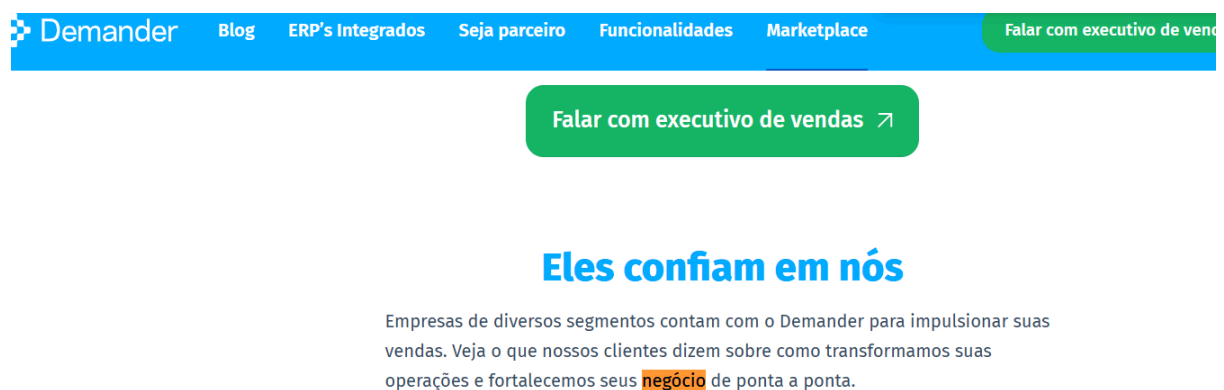 Demander Blog ERP's Integrados Seja parceiro Funcionalidades Marketplace Falar com executivo de
Falar com executivo de vendas
Eles confiam em nós
Empresas de diversos segmentos contam com o Demander para impulsionar suas
vendas. Veja o que nossos clientes dizem sobre como transformamos suas
operações e fortalecemos seus negócio de ponta a ponta.